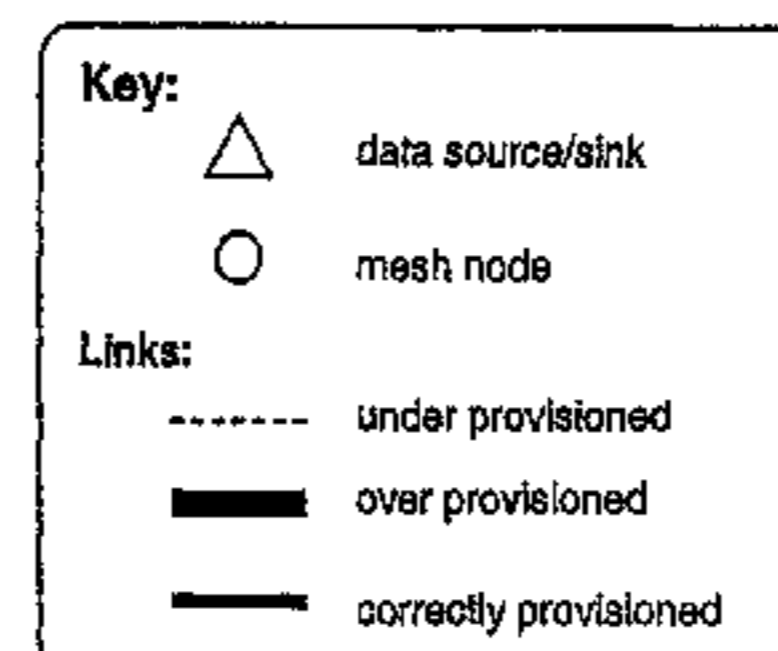 Key:
data source/sink
mesh node
Links:
under provisioned
over provisioned
correctly provisioned